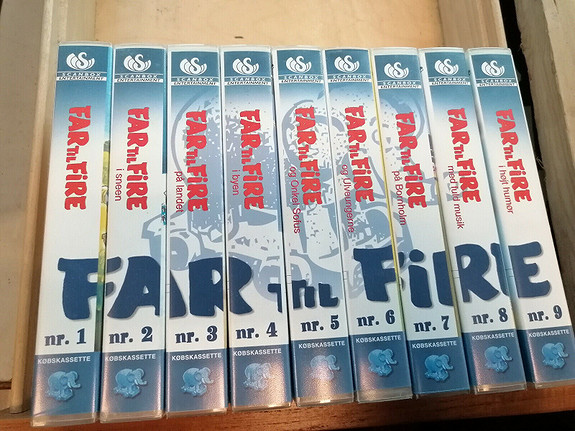 SCANBOX
ENTERTAINMENT
FAR TIL FIRE
nr. 1
KØBSKASSETTE
SCANBOX
ENTERTAINMENT
FAR TIL FIRE
i sneen
nr. 2
KØBSKASSETTE
SCANBOX
ENTERTAINMENT
FAR TIL FIRE
på landet
nr. 3
KØBSKASSETTE
SCANBOX
ENTERTAINMENT
FAR TIL FIRE
i byen
nr. 4
KØBSKASSETTE
SCANBOX
ENTERTAINMENT
FAR TIL FIRE
og Onkel Sofus
nr. 5
KØBSKASSETTE
SCANBOX
ENTERTAINMENT
FAR TIL FIRE
og Ulveungerne
nr. 6
KØBSKASSETTE
SCANBOX
ENTERTAINMENT
FAR TIL FIRE
på Bornholm
nr. 7
KØBSKASSETTE
SCANBOX
ENTERTAINMENT
FAR TIL FIRE
med fuld musik
nr. 8
KØBSKASSETTE
SCANBOX
ENTERTAINMENT
FAR TIL FIRE
i højt humør
nr. 9
KØBSKASSETTE
FAR TIL FIRE